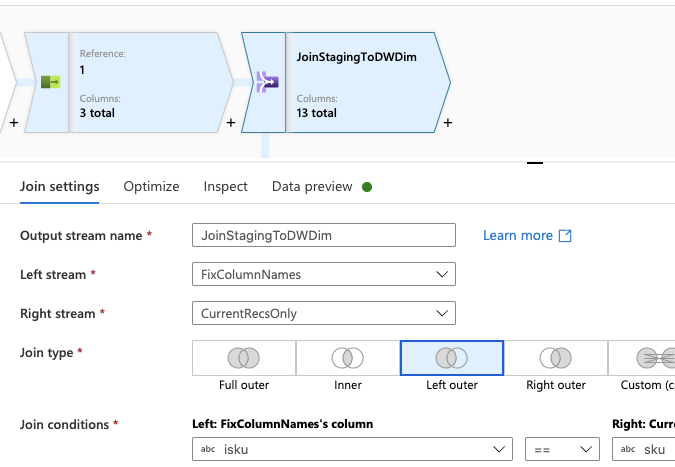 Reference:
1
Columns:
3 total
JoinStagingToDWDim
Columns:
13 total
+
+
+
Join settings
Optimize
Inspect
Data preview
Output stream name *
JoinStagingToDWDim
Learn more
Left stream *
FixColumnNames
Right stream *
CurrentRecsOnly
Join type *
Full outer
Inner
Left outer
Right outer
Custom (c
Join conditions *
Left: FixColumnNames's column
Right: Curr
abc isku
==
abc sku